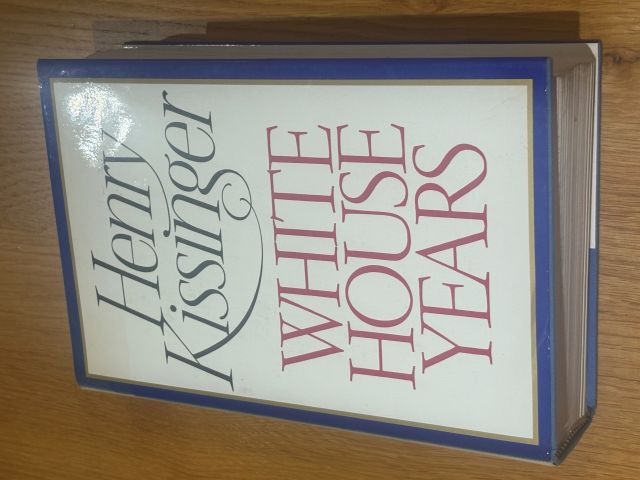 Henry
Kissinger
WHITE
HOUSE
YEARS